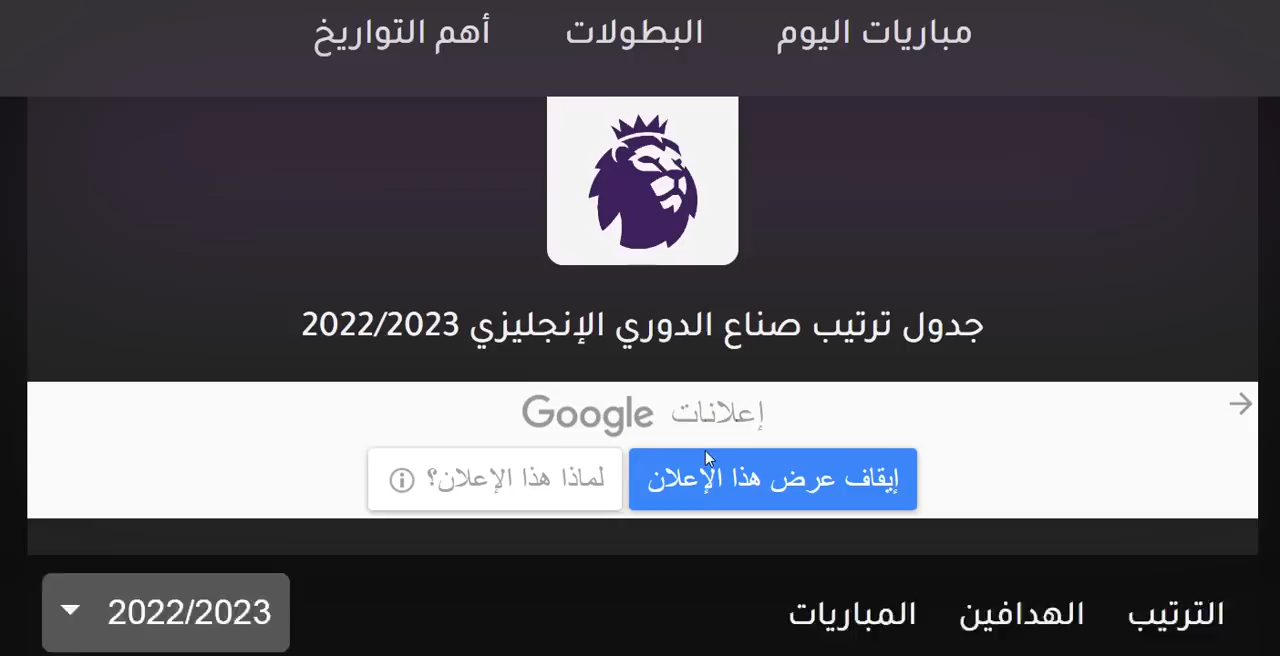 مباريات اليوم البطولات أهم التواريخ
جدول ترتيب صناع الدوري الإنجليزي 2022/2023
إعلانات Google
إيقاف عرض هذا الإعلان لماذا هذا الإعلان؟
الترتيب الهدافين المباريات 2022/2023